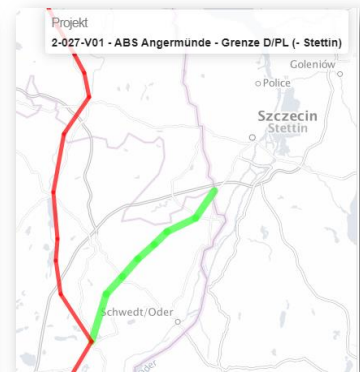 Projekt
2-027-V01 - ABS Angermünde - Grenze D/PL (- Stettin)
Goleniów
Police
Szczecin
Stettin
Schwedt/Oder